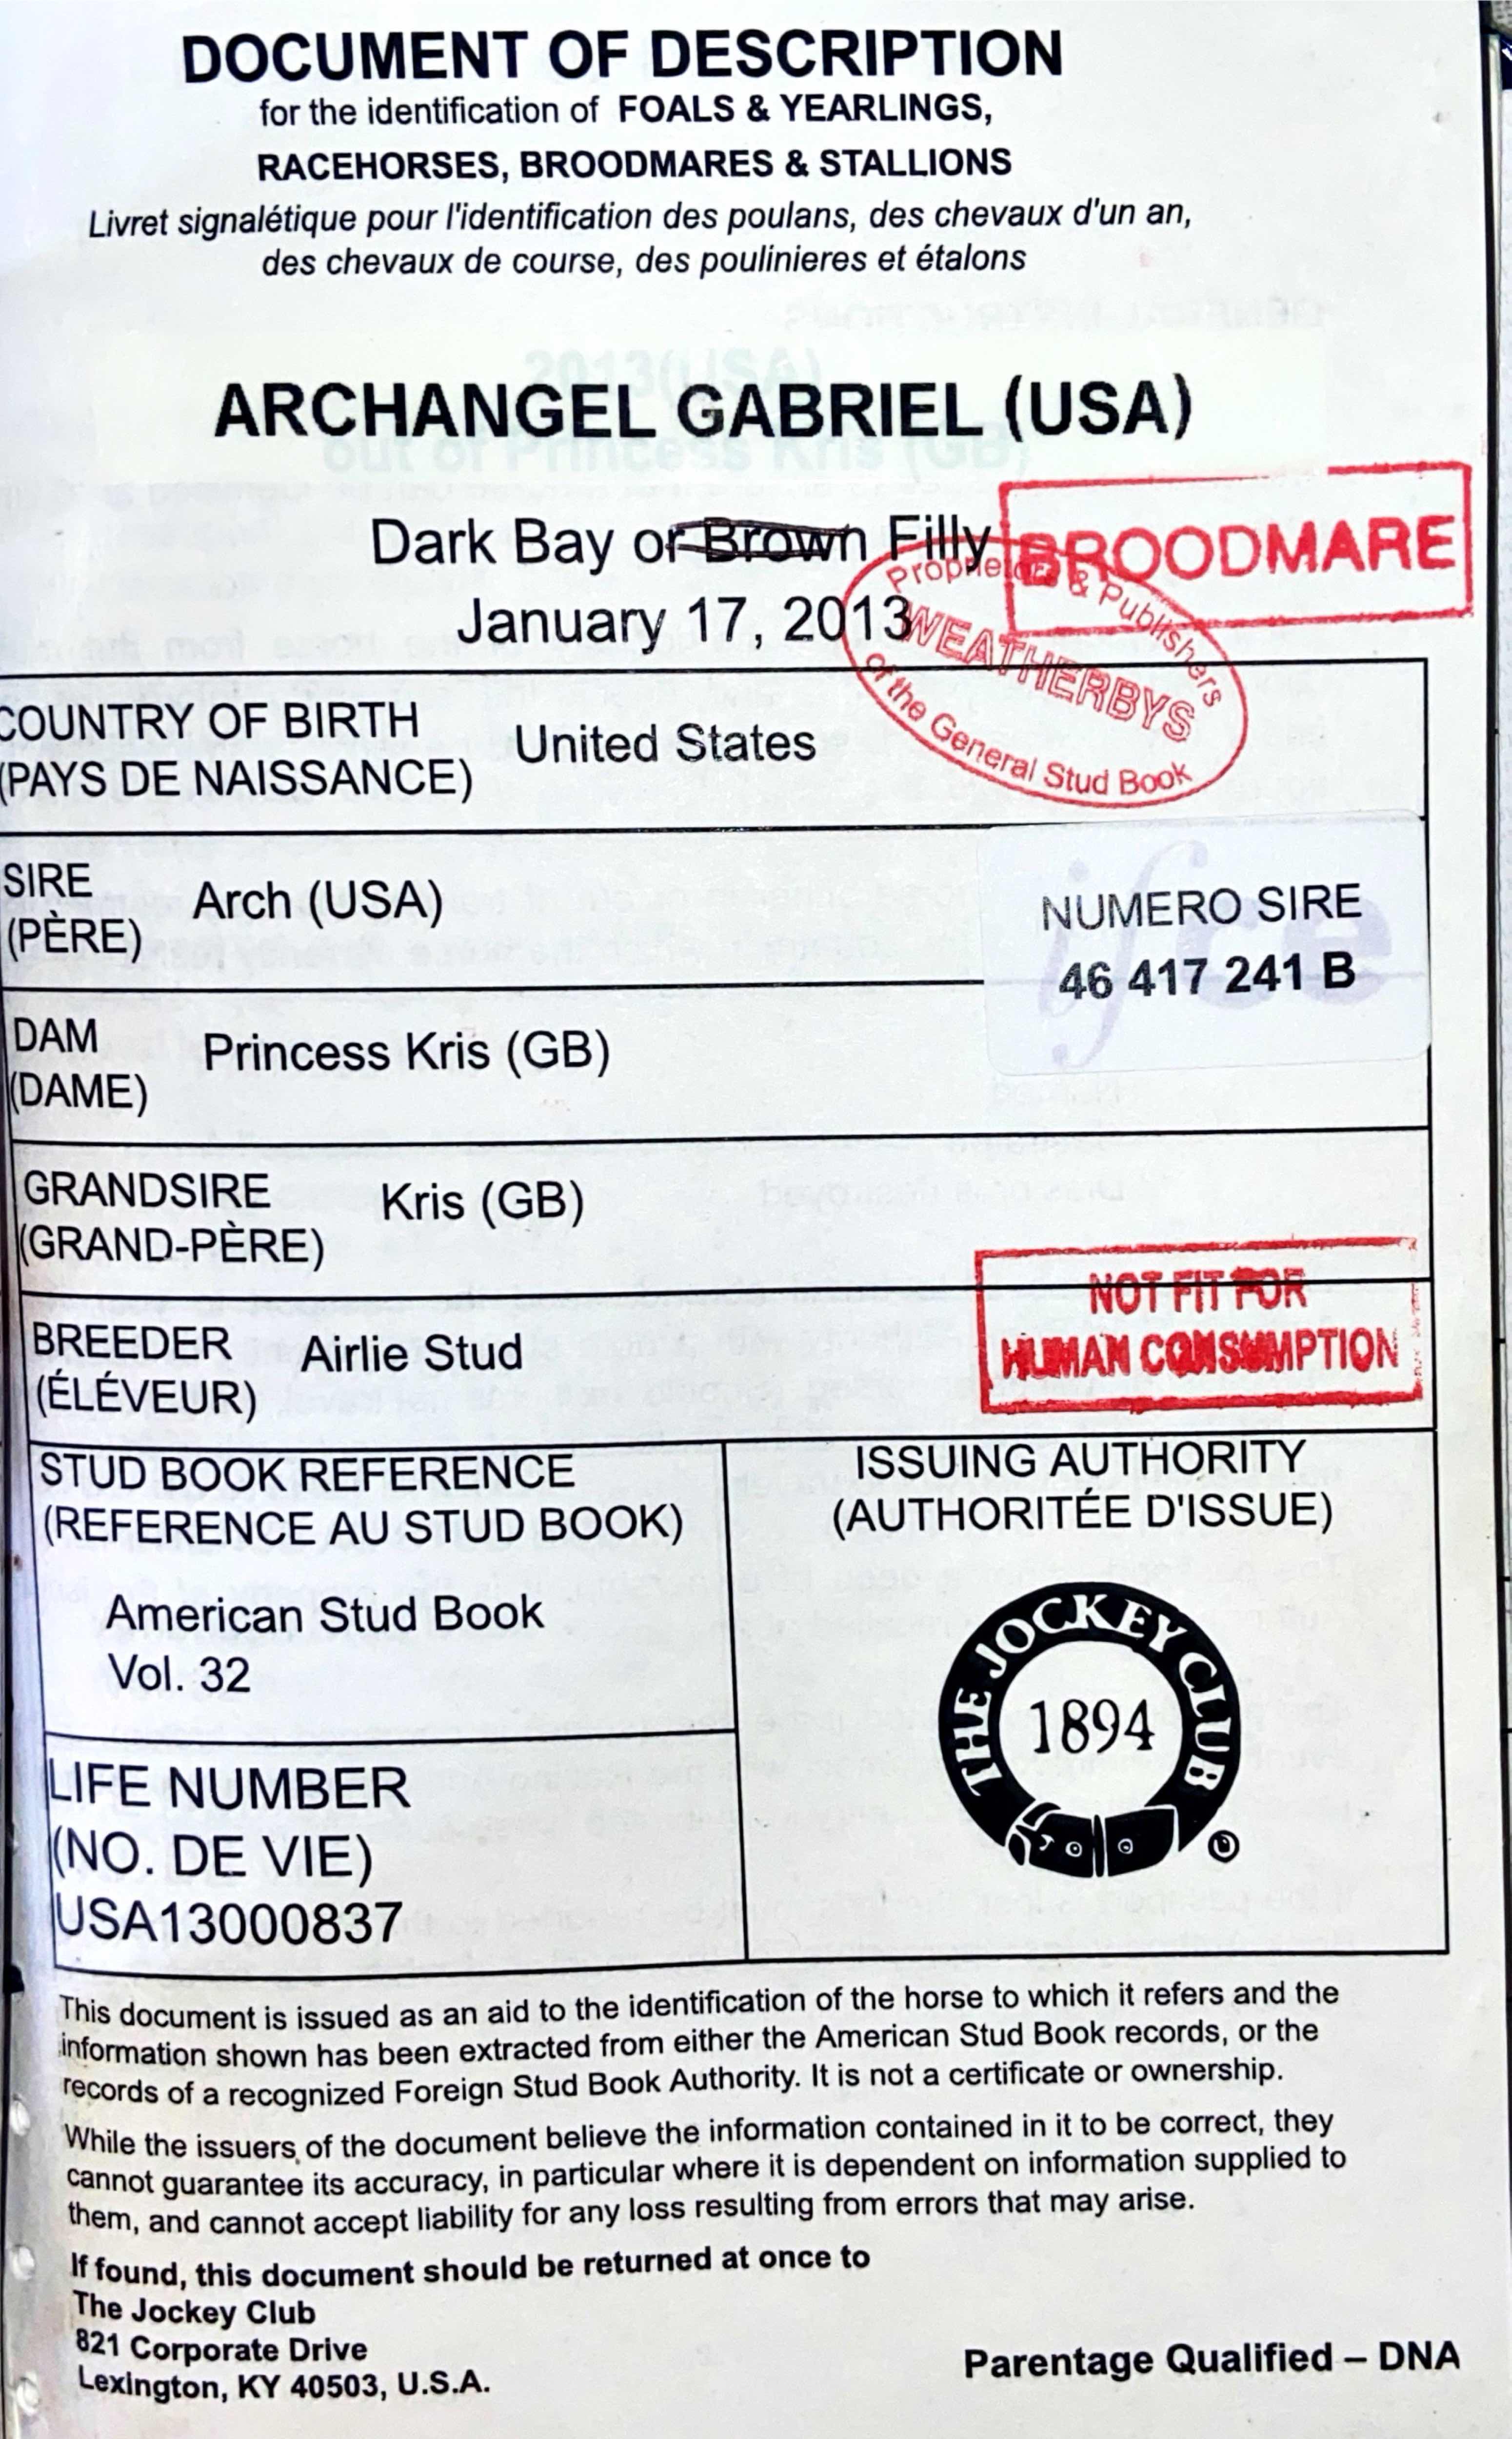 DOCUMENT OF DESCRIPTION
for the identification of FOALS & YEARLINGS,
RACEHORSES, BROODMARES & STALLIONS
Livret signalétique pour l'identification des poulans, des chevaux d'un an,
des chevaux de course, des poulinieres et étalons
ARCHANGEL GABRIEL (USA)
Dark Bay or Brown Filly
BROODMARE
January 17, 2013
Proprietors & Publishers
WEATHERBYS
of the General Stud Book
COUNTRY OF BIRTH
(PAYS DE NAISSANCE)
United States
SIRE
(PÈRE)
Arch (USA)
ifce
NUMERO SIRE
46 417 241 B
DAM
(DAME)
Princess Kris (GB)
GRANDSIRE
(GRAND-PÈRE)
Kris (GB)
NOT FIT FOR
HUMAN CONSUMPTION
BREEDER
(ÉLÉVEUR)
Airlie Stud
STUD BOOK REFERENCE
(REFERENCE AU STUD BOOK)
American Stud Book
Vol. 32
ISSUING AUTHORITY
(AUTHORITÉE D'ISSUE)
THE JOCKEY CLUB
1894
®
LIFE NUMBER
(NO. DE VIE)
USA13000837
This document is issued as an aid to the identification of the horse to which it refers and the
information shown has been extracted from either the American Stud Book records, or the
records of a recognized Foreign Stud Book Authority. It is not a certificate or ownership.
While the issuers of the document believe the information contained in it to be correct, they
cannot guarantee its accuracy, in particular where it is dependent on information supplied to
them, and cannot accept liability for any loss resulting from errors that may arise.
If found, this document should be returned at once to
The Jockey Club
821 Corporate Drive
Lexington, KY 40503, U.S.A.
Parentage Qualified – DNA